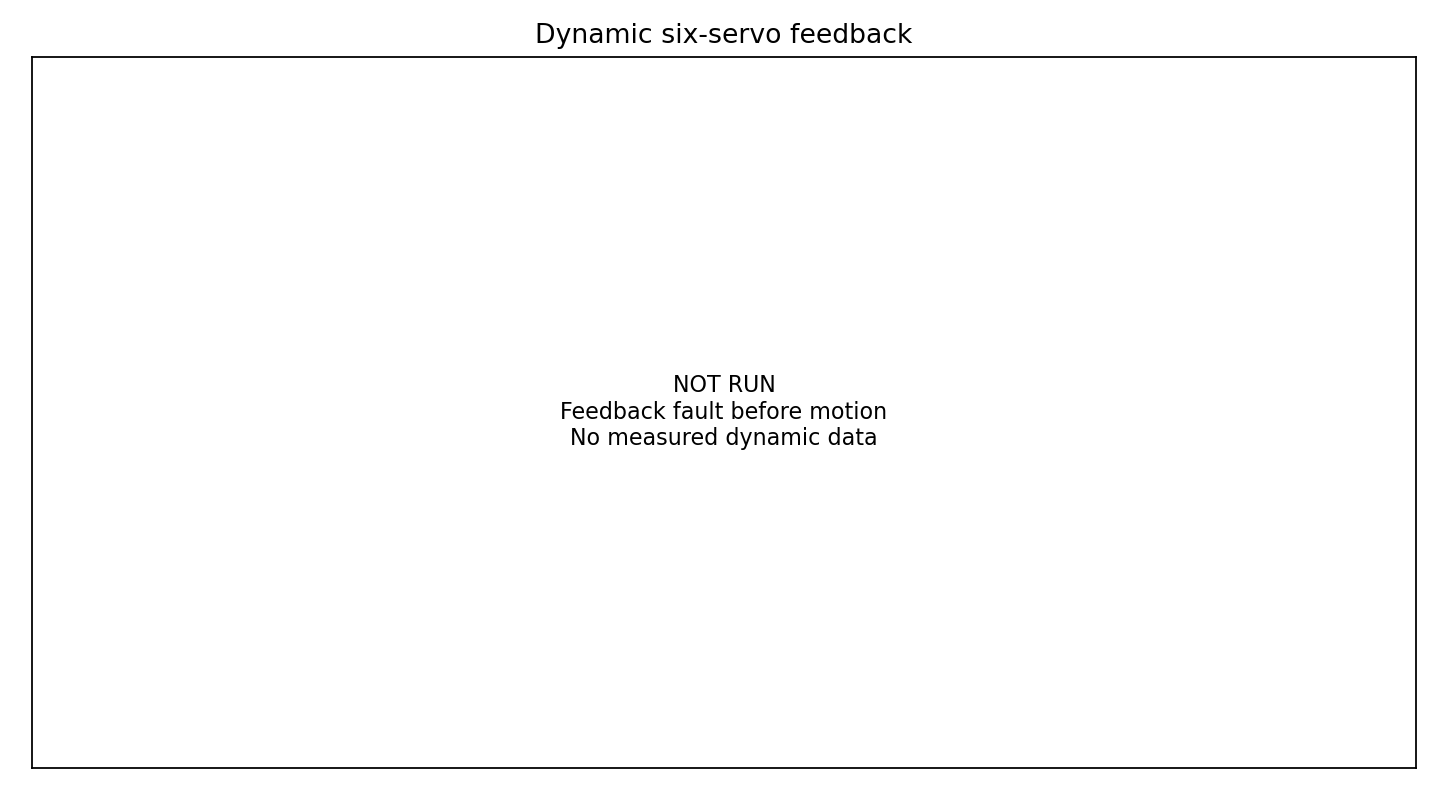 Dynamic six-servo feedback
NOT RUN
Feedback fault before motion
No measured dynamic data